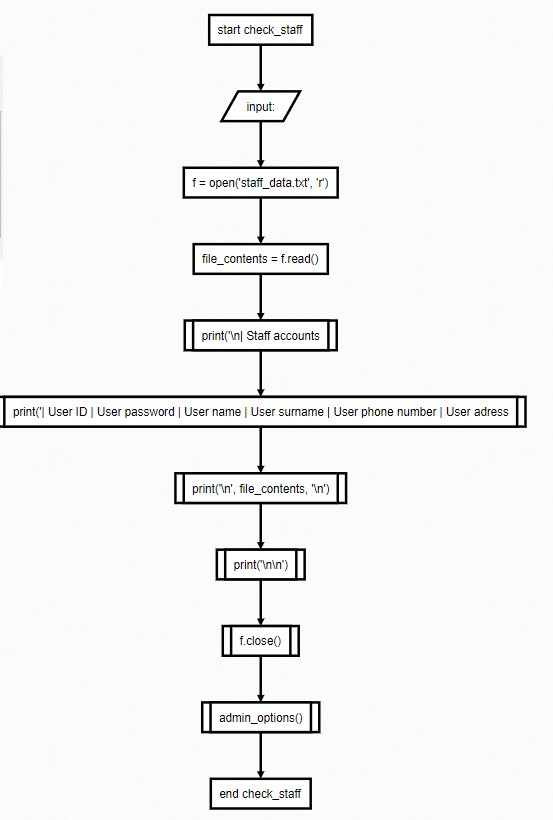 start check_staff
input:
f = open('staff_data.txt', 'r')
file_contents = f.read()
print('\n| Staff accounts
print('| User ID | User password | User name | User surname | User phone number | User adress
print('\n', file_contents, '\n')
print('\n\n')
f.close()
admin_options()
end check_staff